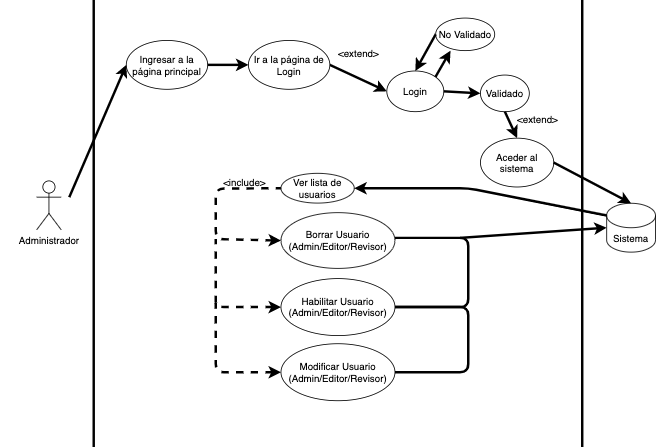 No Validado
Ingresar a la
página principal
Ir a la página de
Login
<extend>
Login
Validado
<extend>
Aceder al
sistema
<include>
Ver lista de
usuarios
Administrador
Borrar Usuario
(Admin/Editor/Revisor)
Sistema
Habilitar Usuario
(Admin/Editor/Revisor)
Modificar Usuario
(Admin/Editor/Revisor)